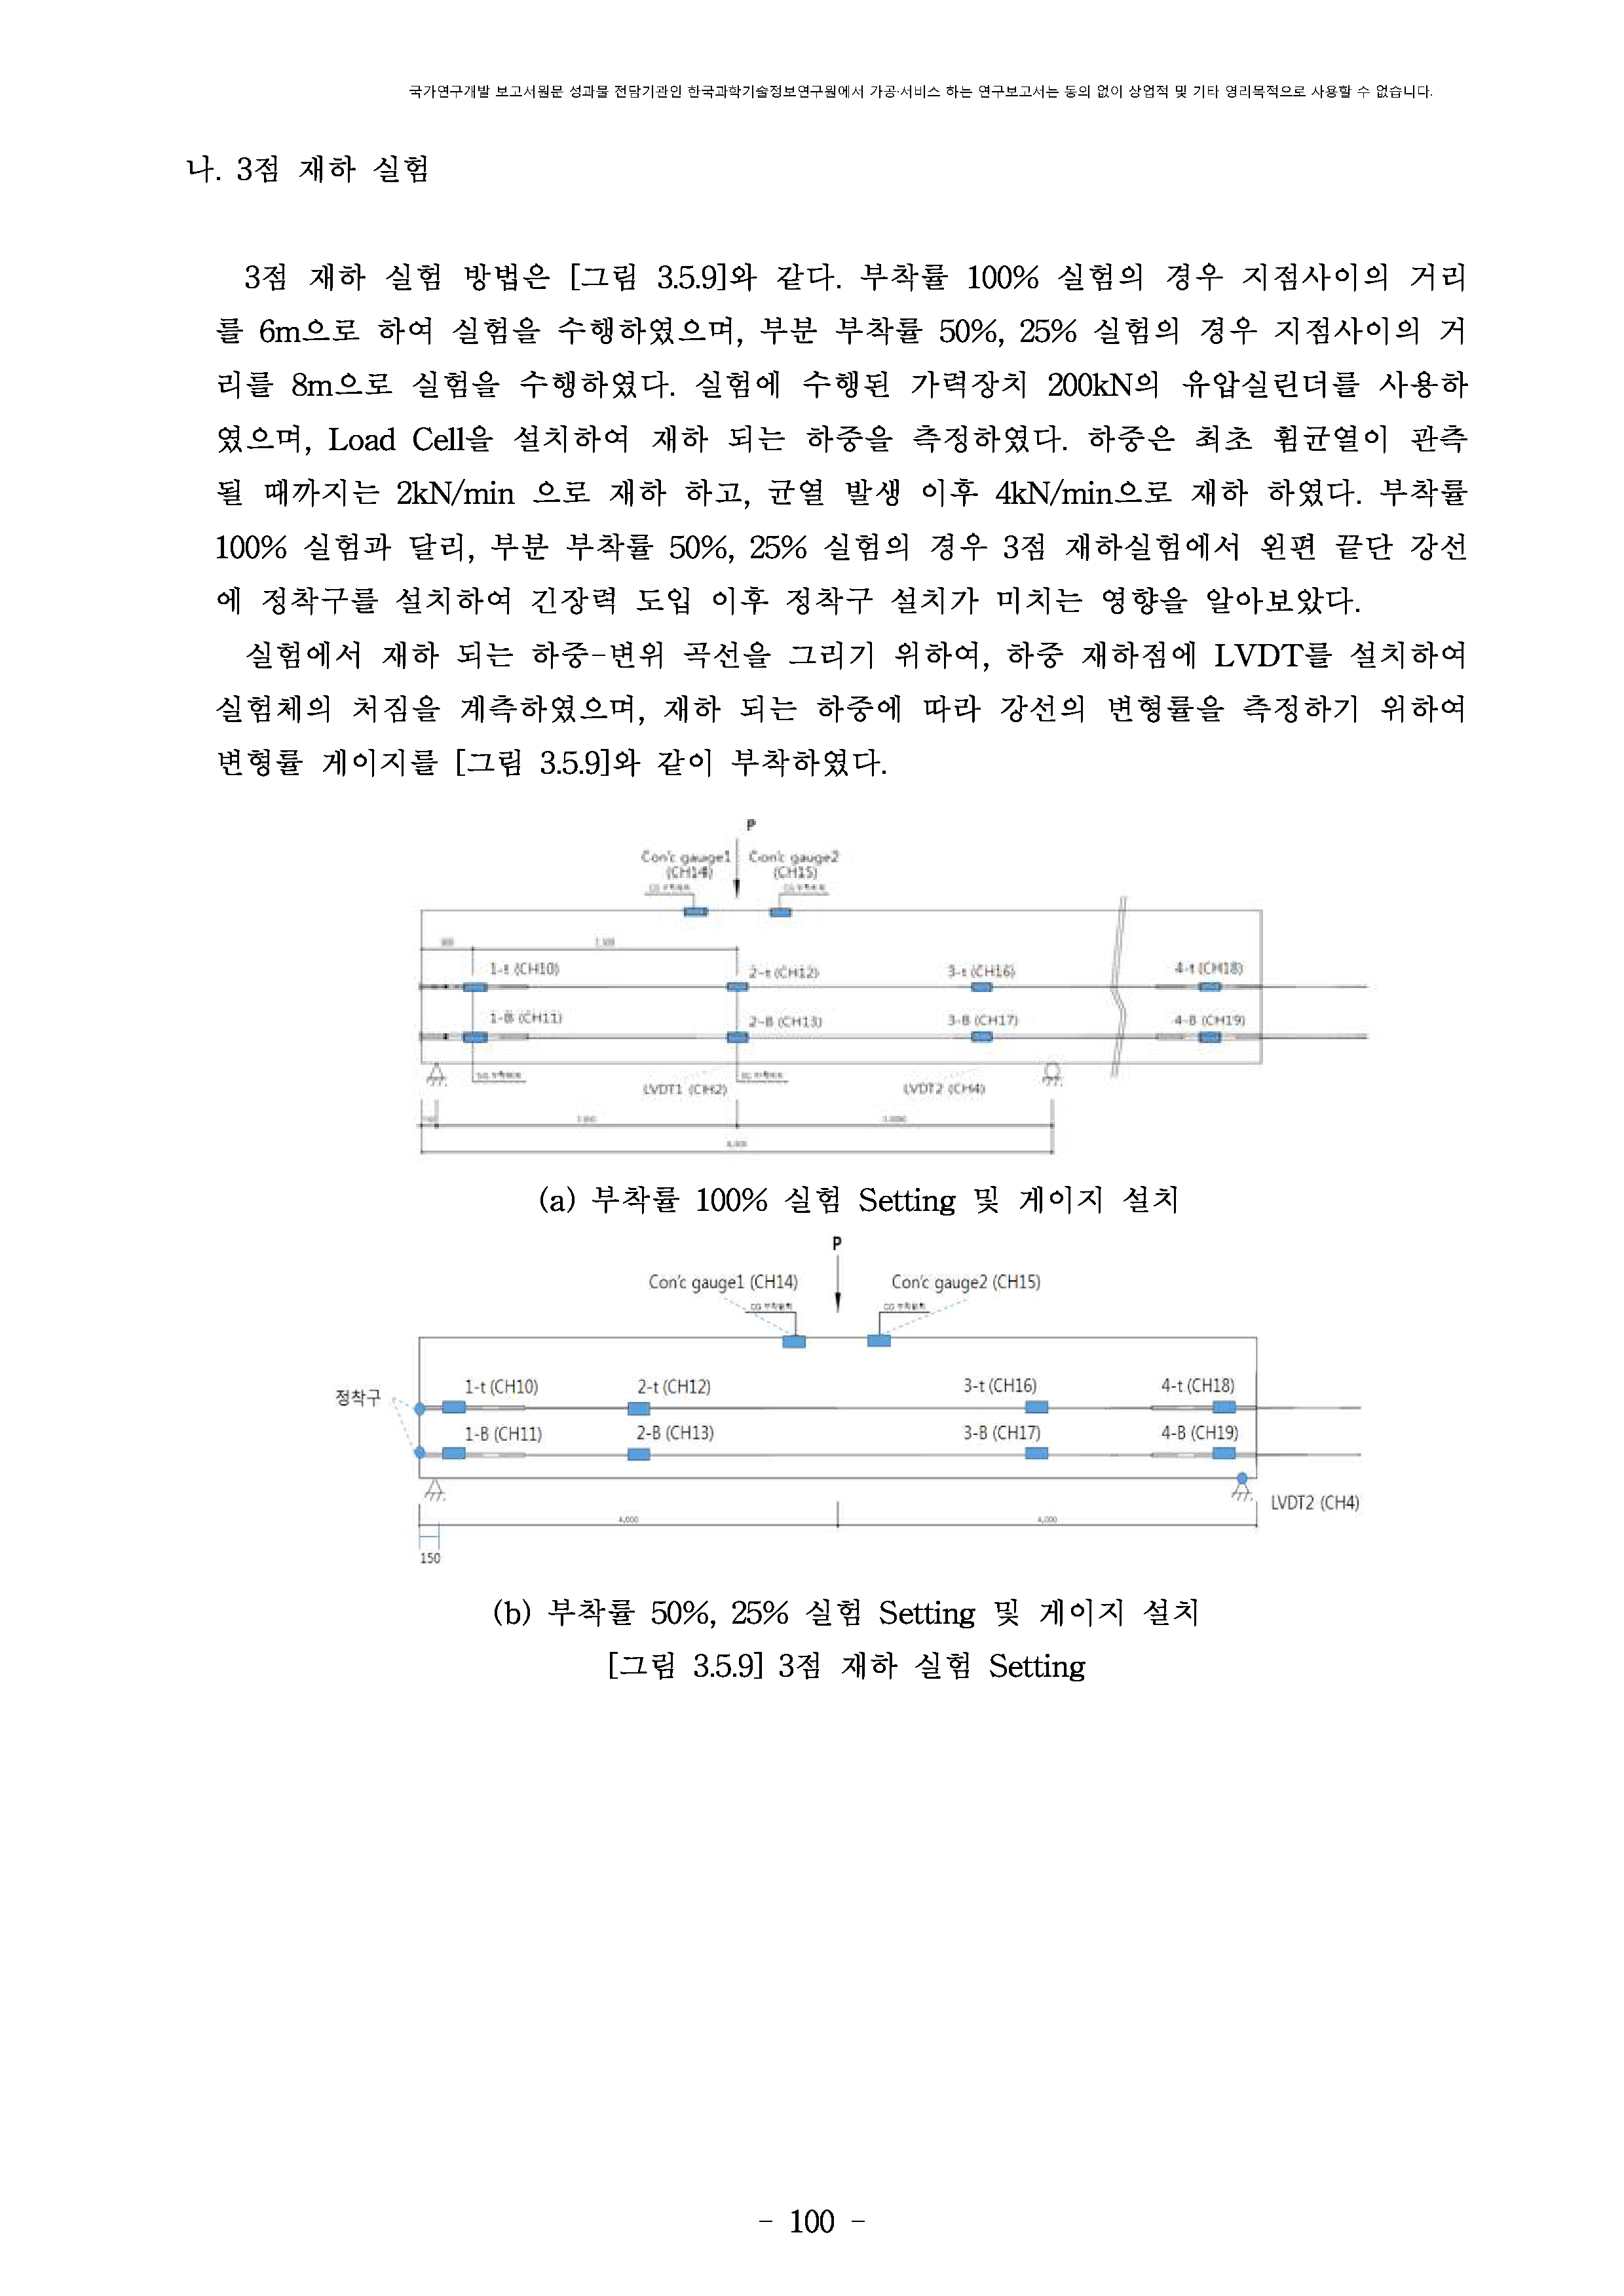 국가연구개발 보고서원문 성과물 전담기관인 한국과학기술정보연구원에서 가공·서비스 하는 연구보고서는 동의 없이 상업적 및 기타 영리목적으로 사용할 수 없습니다.
나. 3점 재하 실험
3점 재하 실험 방법은 [그림 3.5.9]와 같다. 부착률 100% 실험의 경우 지점사이의 거리
를 6m으로 하여 실험을 수행하였으며, 부분 부착률 50%, 25% 실험의 경우 지점사이의 거
리를 8m으로 실험을 수행하였다. 실험에 수행된 가력장치 200kN의 유압실린더를 사용하
였으며, Load Cell을 설치하여 재하 되는 하중을 측정하였다. 하중은 최초 휨균열이 관측
될 때까지는 2kN/min 으로 재하 하고, 균열 발생 이후 4kN/min으로 재하 하였다. 부착률
100% 실험과 달리, 부분 부착률 50%, 25% 실험의 경우 3점 재하실험에서 왼편 끝단 강선
에 정착구를 설치하여 긴장력 도입 이후 정착구 설치가 미치는 영향을 알아보았다.
실험에서 재하 되는 하중-변위 곡선을 그리기 위하여, 하중 재하점에 LVDT를 설치하여
실험체의 처짐을 계측하였으며, 재하 되는 하중에 따라 강선의 변형률을 측정하기 위하여
변형률 게이지를 [그림 3.5.9]와 같이 부착하였다.
P
Con'c gauge1 Con'c gauge2
(CH14) (CH15)
1-t (CH10) 2-t (CH12) 3-t (CH16) 4-t (CH18)
1-B (CH11) 2-B (CH13) 3-B (CH17) 4-B (CH19)
LVDT1 (CH2) LVDT2 (CH4)
(a) 부착률 100% 실험 Setting 및 게이지 설치
P
Con'c gauge1 (CH14) Con'c gauge2 (CH15)
1-t (CH10) 2-t (CH12) 3-t (CH16) 4-t (CH18)
정착구
1-B (CH11) 2-B (CH13) 3-B (CH17) 4-B (CH19)
LVDT2 (CH4)
4,000 4,000
150
(b) 부착률 50%, 25% 실험 Setting 및 게이지 설치
[그림 3.5.9] 3점 재하 실험 Setting
- 100 -